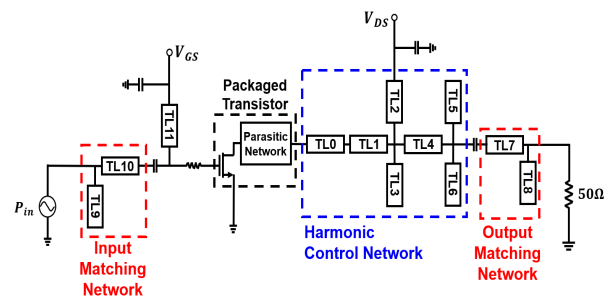 V_DS
V_GS
Packaged
Transistor
Parasitic
Network
TL11
TL2
TL5
TL10
TL0
TL1
TL4
TL7
TL9
TL3
TL6
TL8
P_in
50Ω
Input
Matching
Network
Harmonic
Control Network
Output
Matching
Network